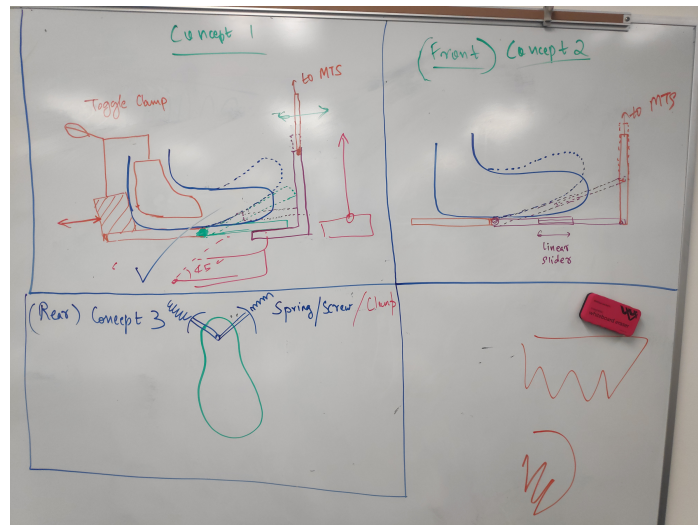 Concept 1
to MTS
Toggle Clamp
45°
(Front) Concept 2
to MTS
linear
slider
(Rear) Concept 3
Spring/Screw/Clamp